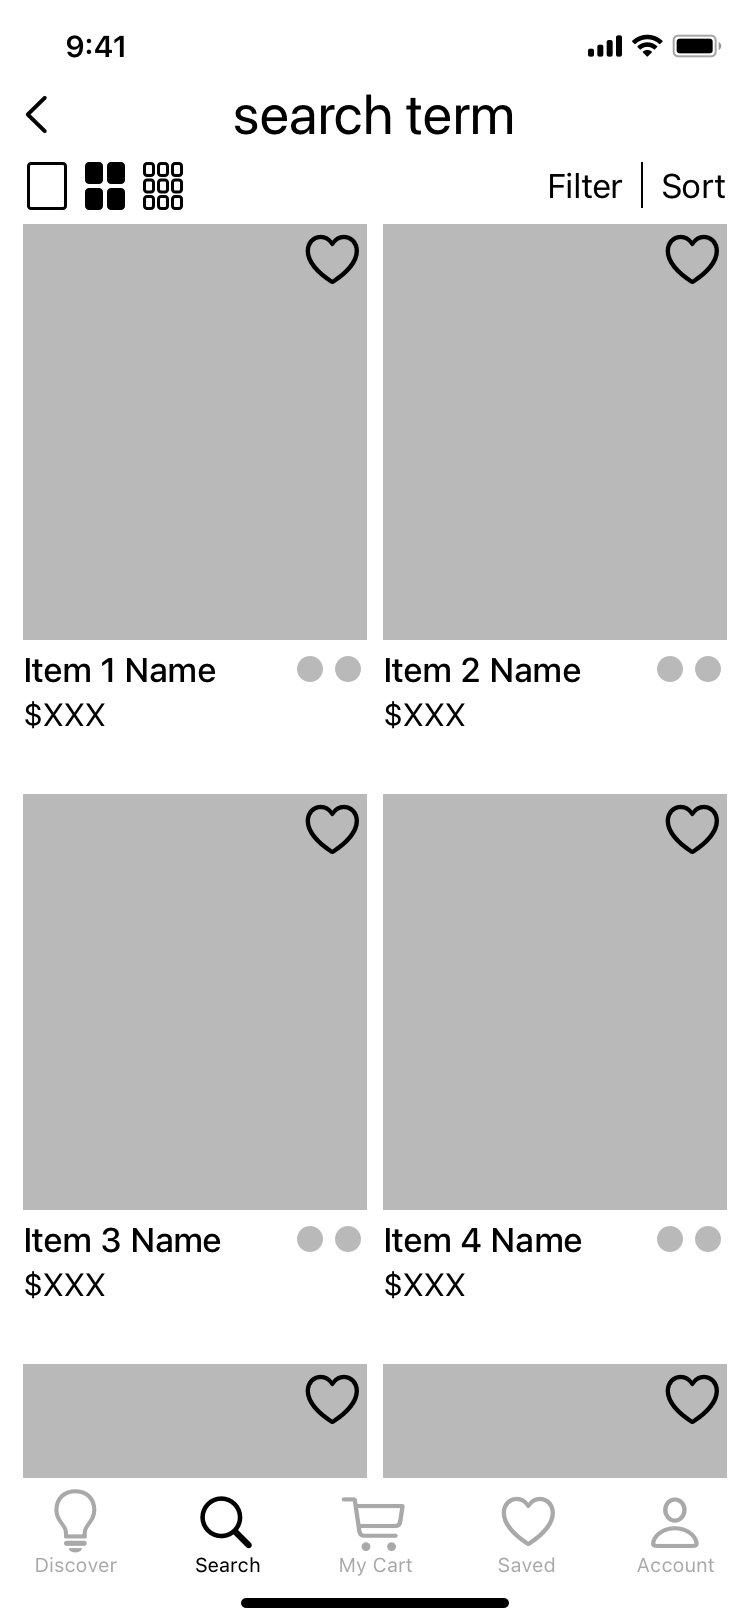 9:41
search term
Filter Sort
Item 1 Name
$XXX
Item 2 Name
$XXX
Item 3 Name
$XXX
Item 4 Name
$XXX
Discover
Search
My Cart
Saved
Account